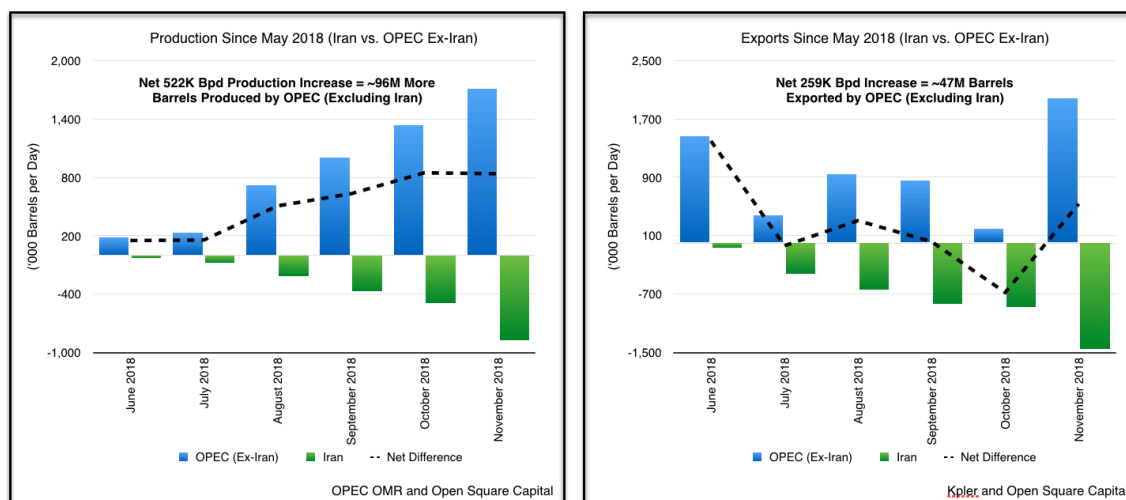 Production Since May 2018 (Iran vs. OPEC Ex-Iran)
('000 Barrels per Day)
2,000
1,400
800
200
-400
-1,000
Net 522K Bpd Production Increase = ~96M More
Barrels Produced by OPEC (Excluding Iran)
June 2018
July 2018
August 2018
September 2018
October 2018
November 2018
OPEC (Ex-Iran)
Iran
Net Difference
OPEC OMR and Open Square Capital
Exports Since May 2018 (Iran vs. OPEC Ex-Iran)
('000 Barrels per Day)
2,500
1,700
900
100
-700
-1,500
Net 259K Bpd Increase = ~47M Barrels
Exported by OPEC (Excluding Iran)
June 2018
July 2018
August 2018
September 2018
October 2018
November 2018
OPEC (Ex-Iran)
Iran
Net Difference
Kpler and Open Square Capital